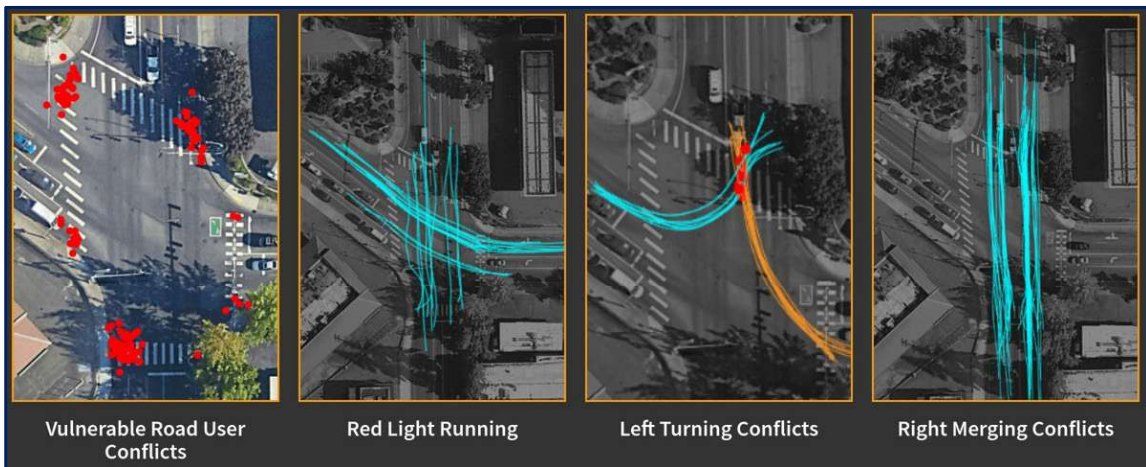 Vulnerable Road User
Conflicts
Red Light Running
Left Turning Conflicts
Right Merging Conflicts